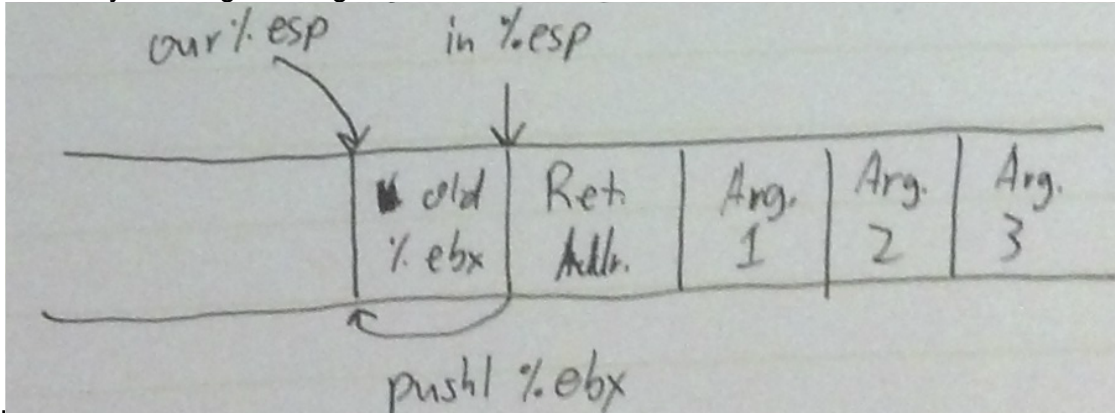 our %esp
in %esp
old
% ebx
Ret.
Addr.
Arg.
1
Arg.
2
Arg.
3
pushl %ebx